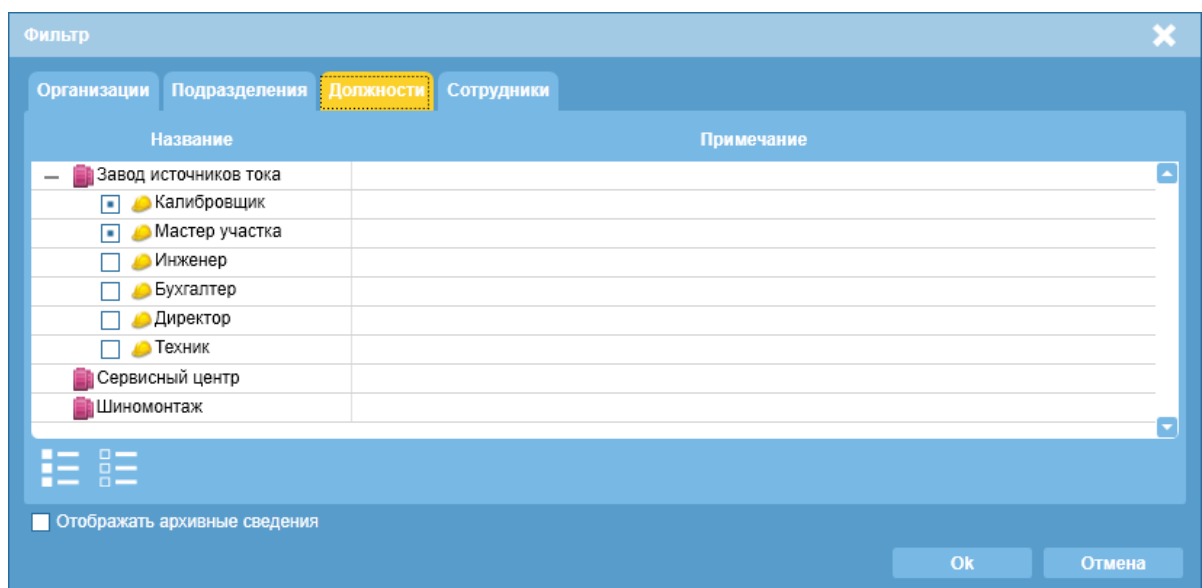 Фильтр
Организации Подразделения Должности Сотрудники
Название Примечание
Завод источников тока
Калибровщик
Мастер участка
Инженер
Бухгалтер
Директор
Техник
Сервисный центр
Шиномонтаж
Отображать архивные сведения
Ok Отмена